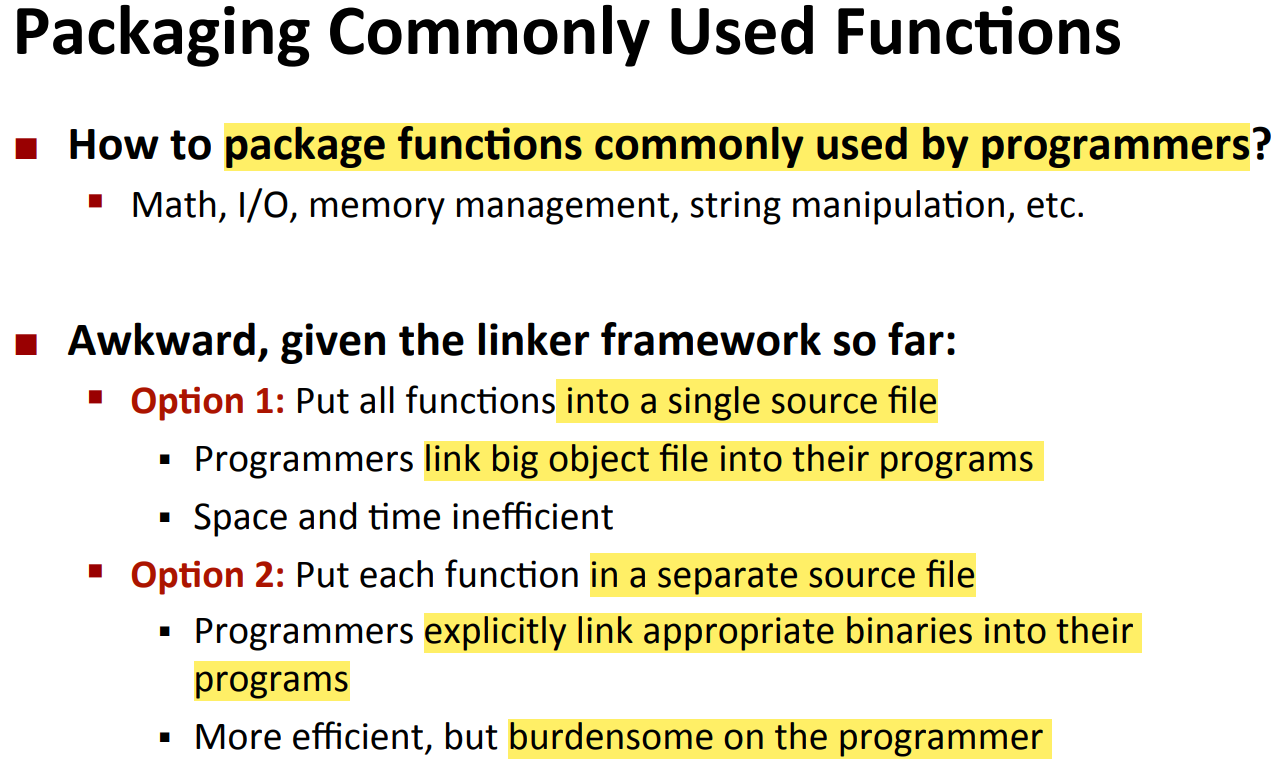 Packaging Commonly Used Functions
How to package functions commonly used by programmers?
Math, I/O, memory management, string manipulation, etc.
Awkward, given the linker framework so far:
Option 1: Put all functions into a single source file
Programmers link big object file into their programs
Space and time inefficient
Option 2: Put each function in a separate source file
Programmers explicitly link appropriate binaries into their
programs
More efficient, but burdensome on the programmer